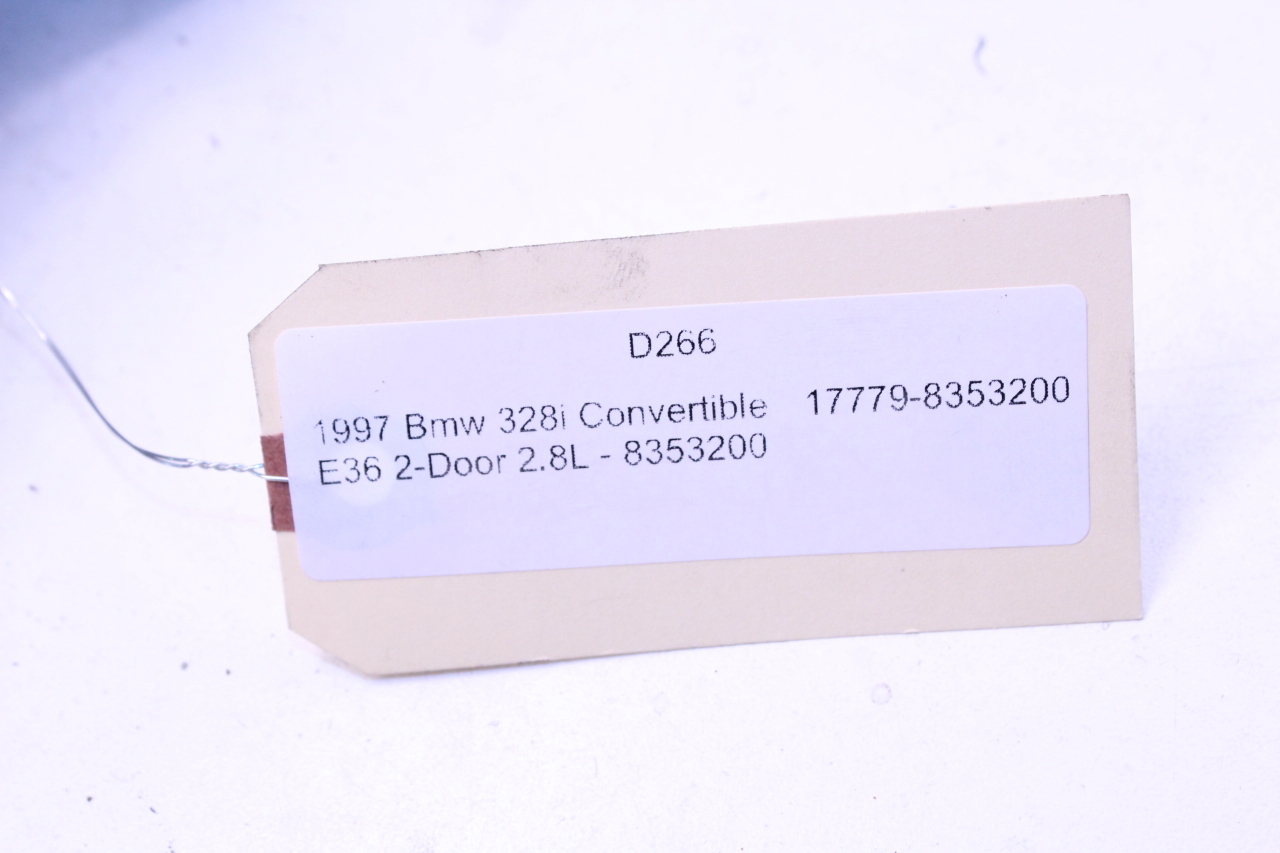 D266
1997 Bmw 328i Convertible 17779-8353200
E36 2-Door 2.8L - 8353200